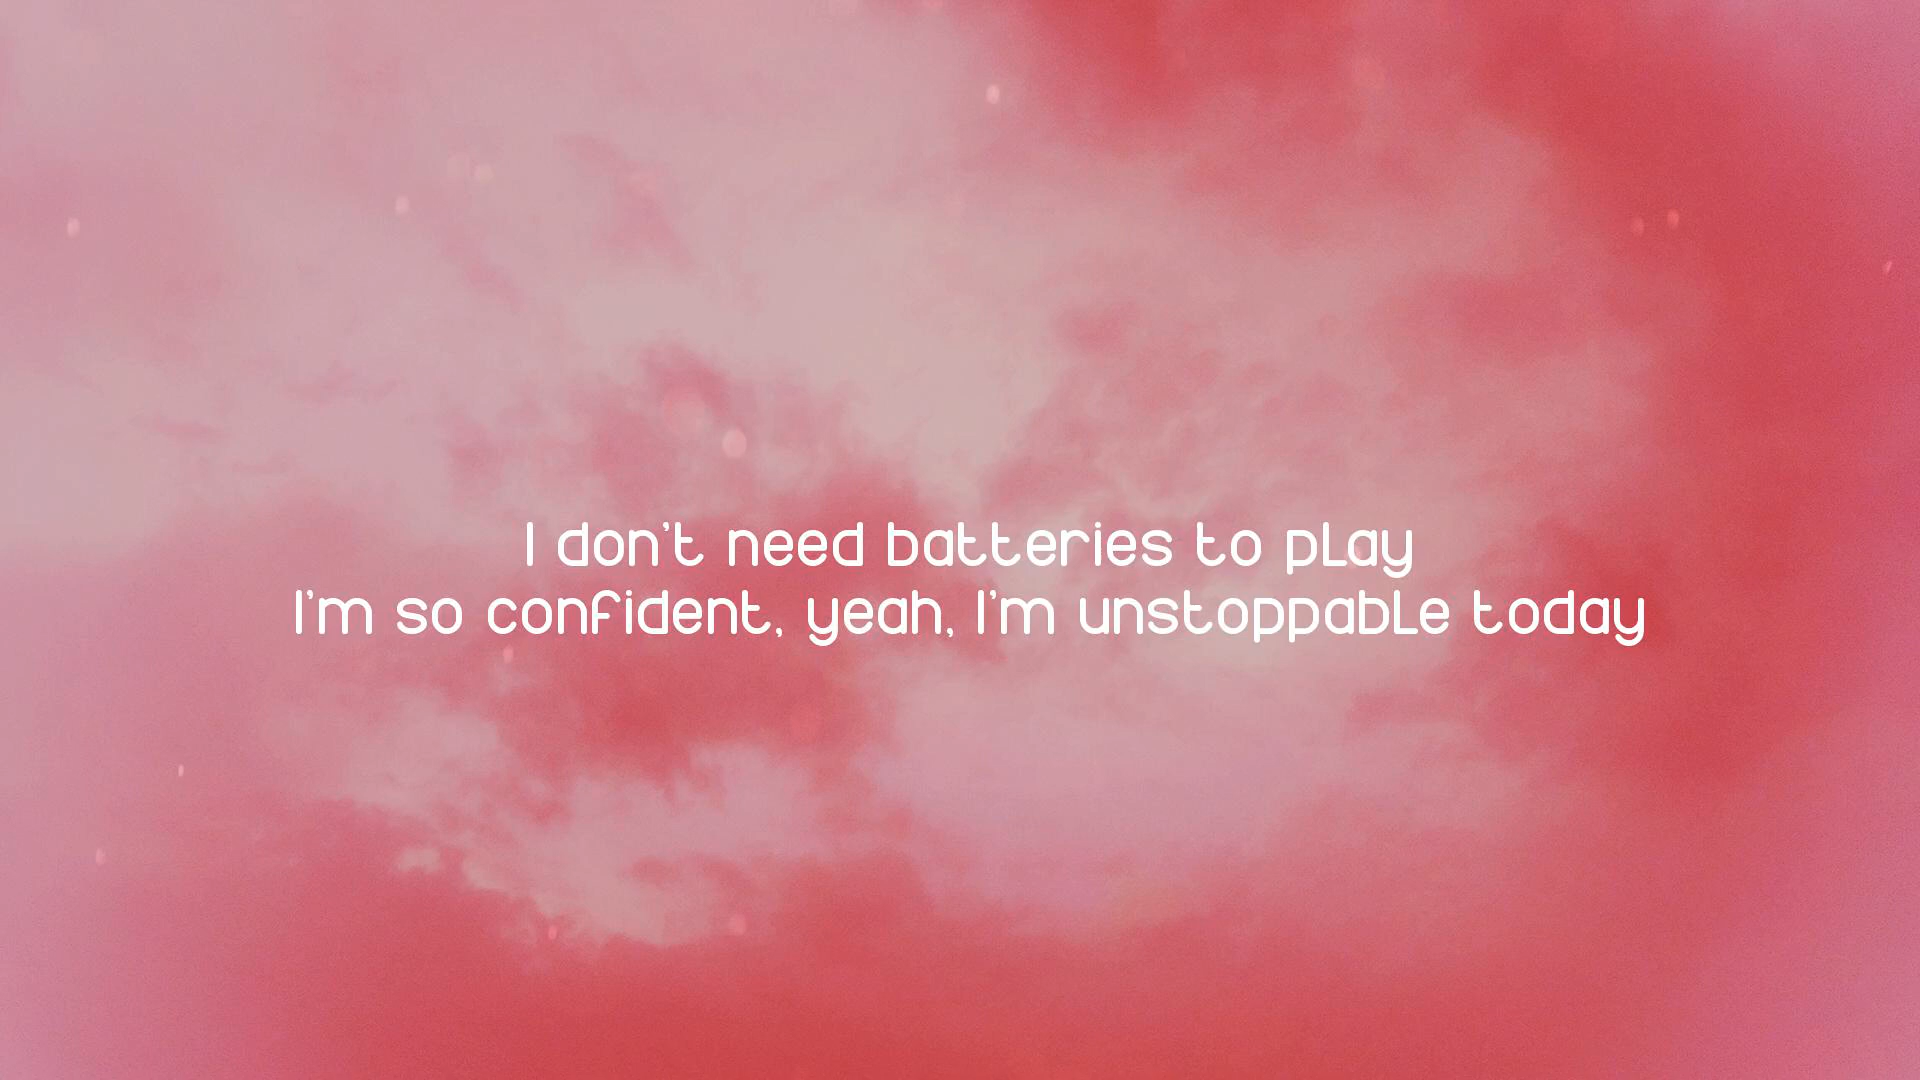 I don't need batteries to play
I'm so confident, yeah, I'm unstoppable today